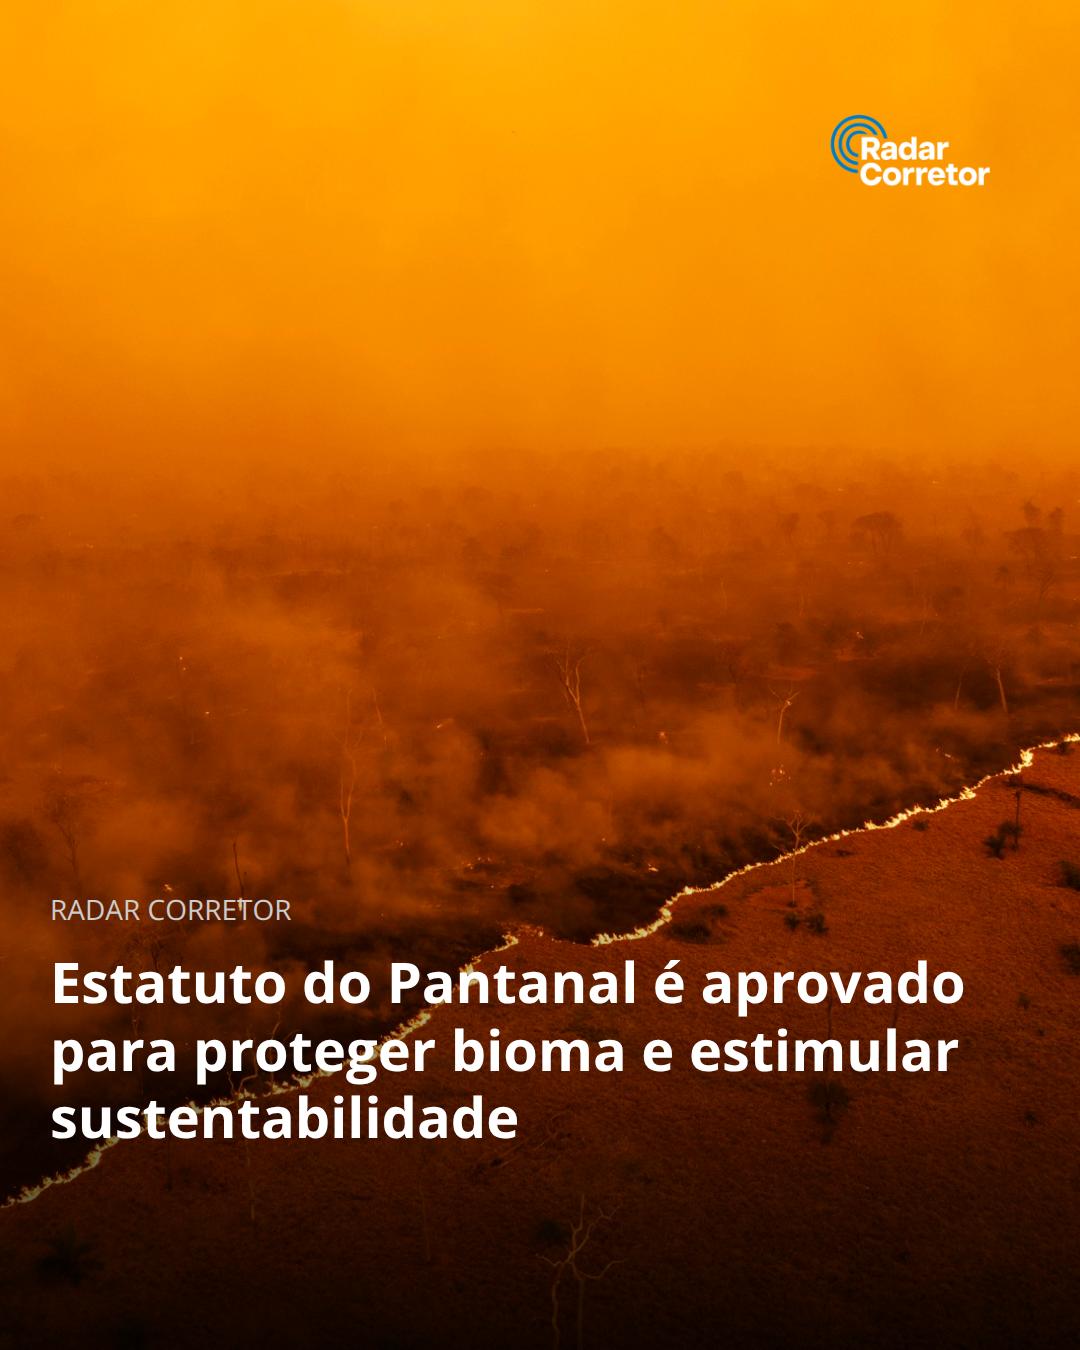 Radar
Corretor
RADAR CORRETOR
Estatuto do Pantanal é aprovado
para proteger bioma e estimular
sustentabilidade